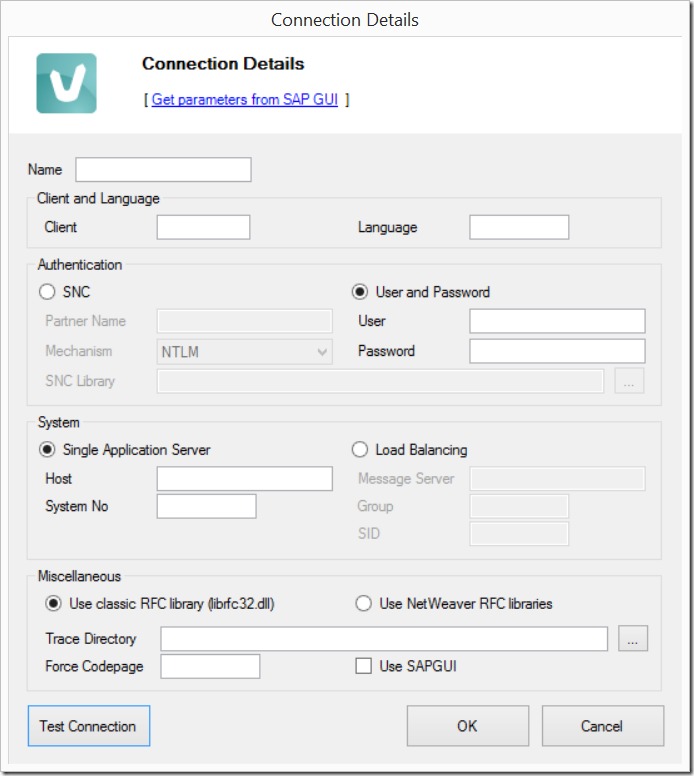 Connection Details
Connection Details
[ Get parameters from SAP GUI ]
Name
Client and Language
Client Language
Authentication
SNC User and Password
Partner Name User
Mechanism NTLM Password
SNC Library ...
System
Single Application Server Load Balancing
Host Message Server
System No Group
SID
Miscellaneous
Use classic RFC library (librfc32.dll) Use NetWeaver RFC libraries
Trace Directory ...
Force Codepage Use SAPGUI
Test Connection OK Cancel